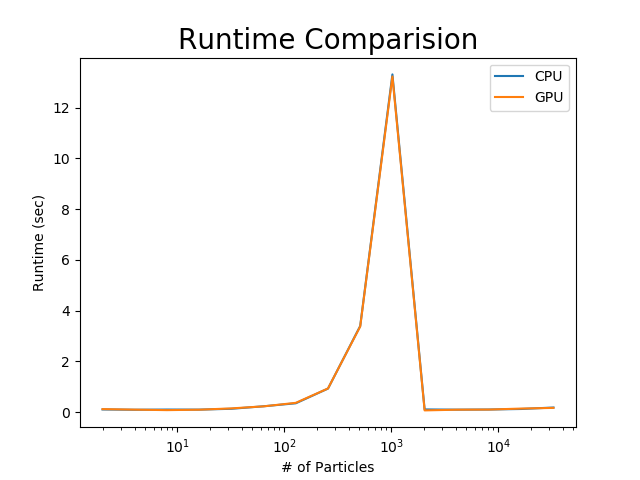 Runtime Comparision
CPU
GPU
12
10
8
6
4
2
0
Runtime (sec)
10¹
10²
10³
10⁴
# of Particles